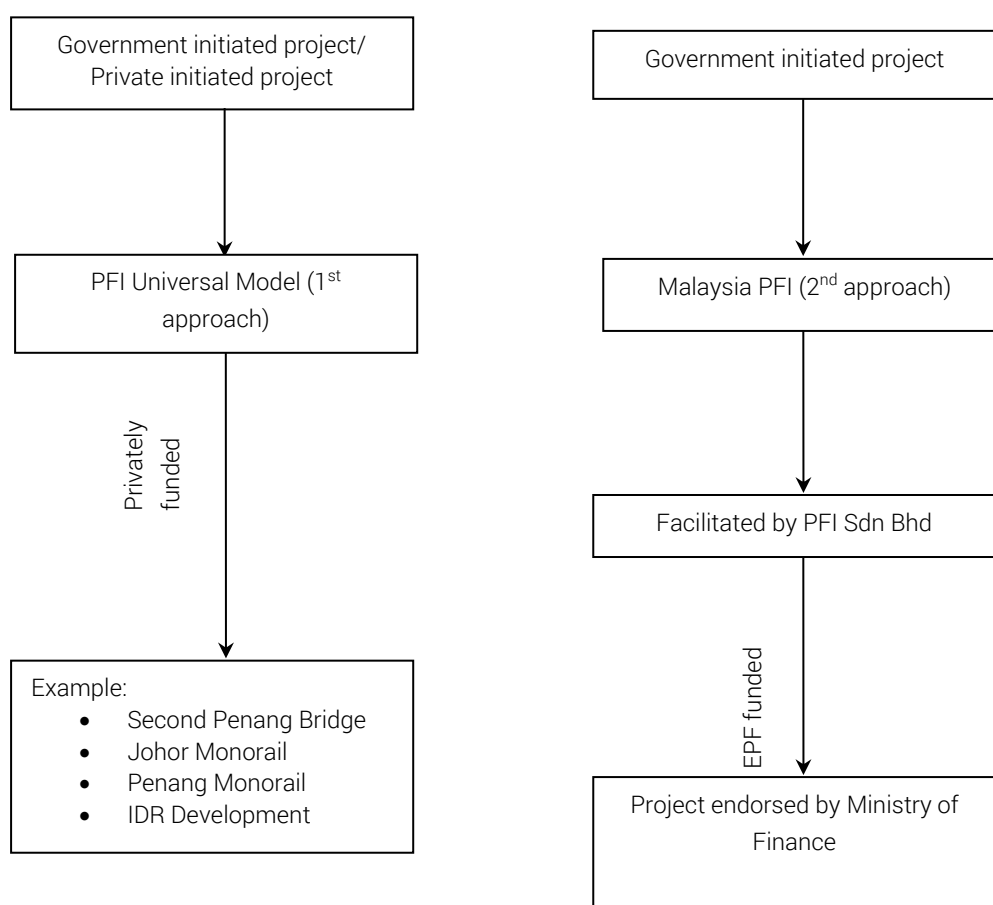 Government initiated project/
Private initiated project
PFI Universal Model (1st
approach)
Privately
funded
Example:
• Second Penang Bridge
• Johor Monorail
• Penang Monorail
• IDR Development
Government initiated project
Malaysia PFI (2nd approach)
Facilitated by PFI Sdn Bhd
EPF funded
Project endorsed by Ministry of
Finance